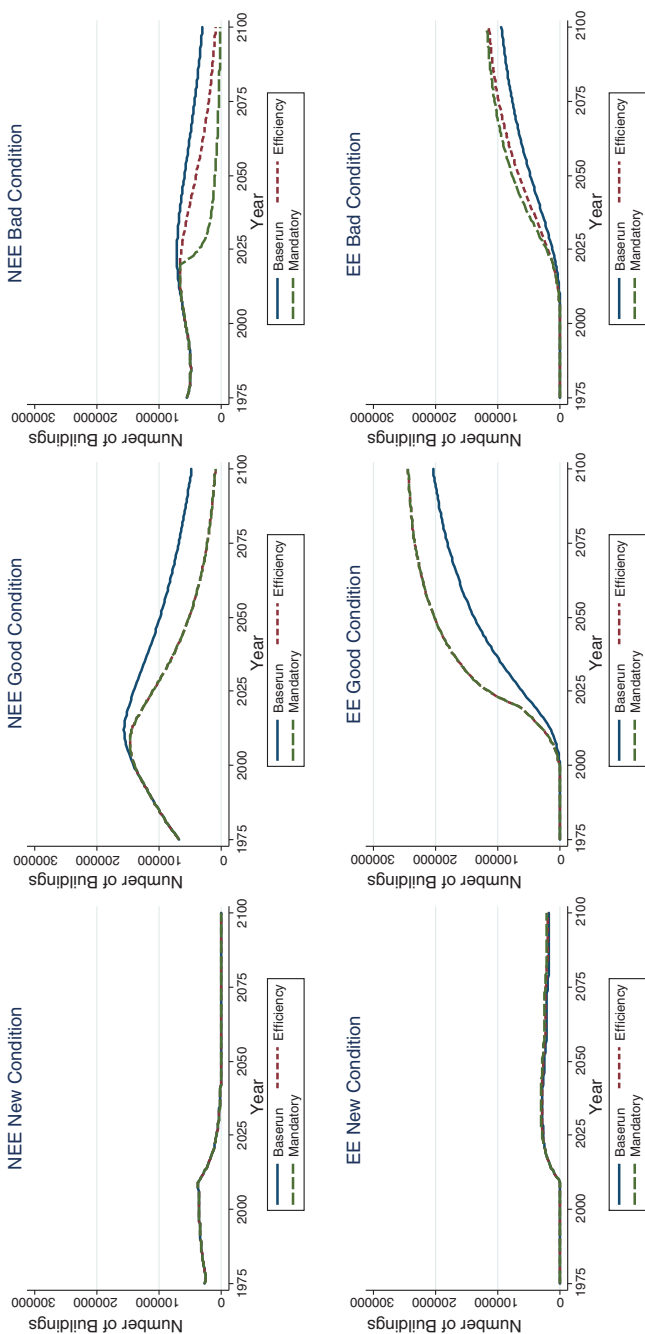 NEE New Condition
Number of Buildings
300000
200000
100000
0
1975 2000 2025 2050 2075 2100
Year
Baserun Efficiency
Mandatory
NEE Good Condition
Number of Buildings
300000
200000
100000
0
1975 2000 2025 2050 2075 2100
Year
Baserun Efficiency
Mandatory
NEE Bad Condition
Number of Buildings
300000
200000
100000
0
1975 2000 2025 2050 2075 2100
Year
Baserun Efficiency
Mandatory
EE New Condition
Number of Buildings
300000
200000
100000
0
1975 2000 2025 2050 2075 2100
Year
Baserun Efficiency
Mandatory
EE Good Condition
Number of Buildings
300000
200000
100000
0
1975 2000 2025 2050 2075 2100
Year
Baserun Efficiency
Mandatory
EE Bad Condition
Number of Buildings
300000
200000
100000
0
1975 2000 2025 2050 2075 2100
Year
Baserun Efficiency
Mandatory